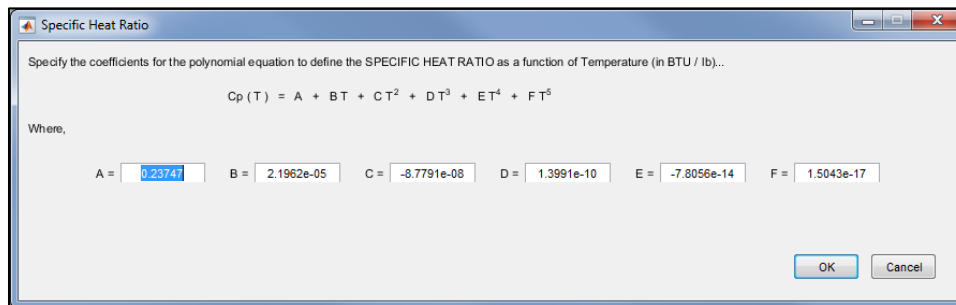 Specific Heat Ratio
Specify the coefficients for the polynomial equation to define the SPECIFIC HEAT RATIO as a function of Temperature (in BTU / lb)...
Cp ( T ) = A + B T + C T² + D T³ + E T⁴ + F T⁵
Where,
A = 0.23747 B = 2.1962e-05 C = -8.7791e-08 D = 1.3991e-10 E = -7.8056e-14 F = 1.5043e-17
OK Cancel